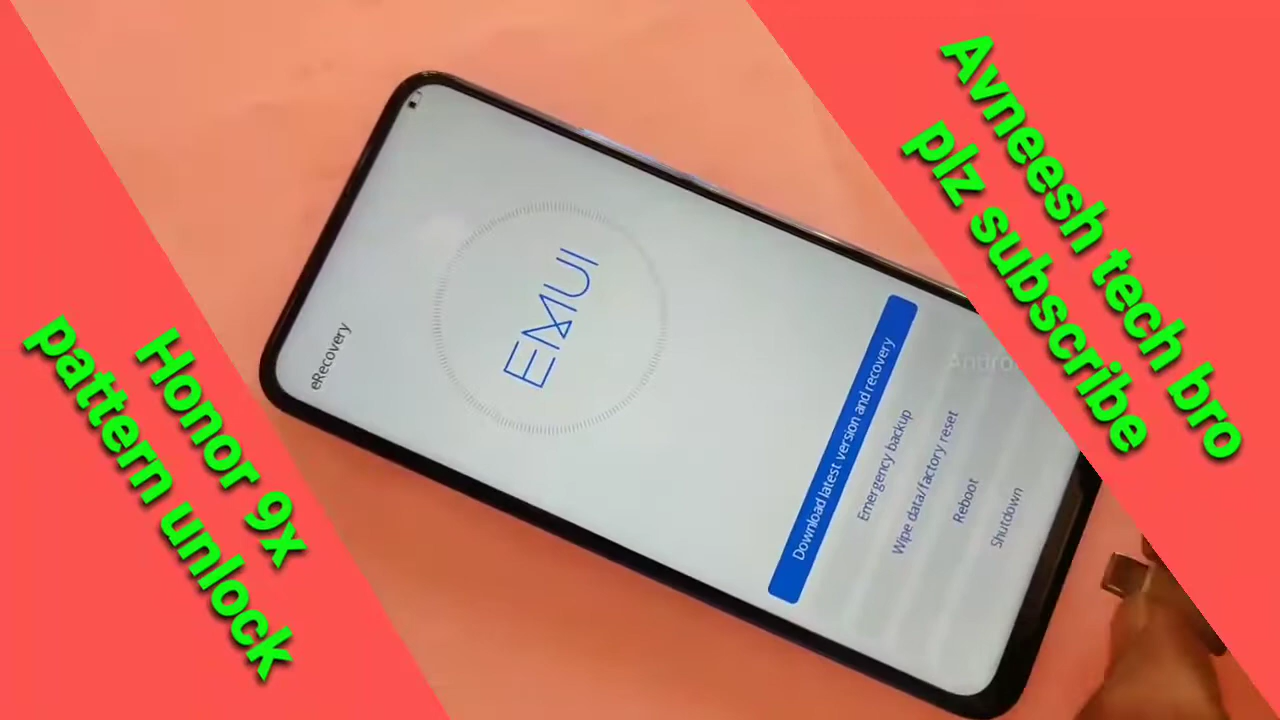 Avneesh tech bro
plz subscribe
eRecovery
EMUI
Download latest version and recovery
Emergency backup
Wipe data/factory reset
Reboot
Shutdown
Honor 9x
pattern unlock